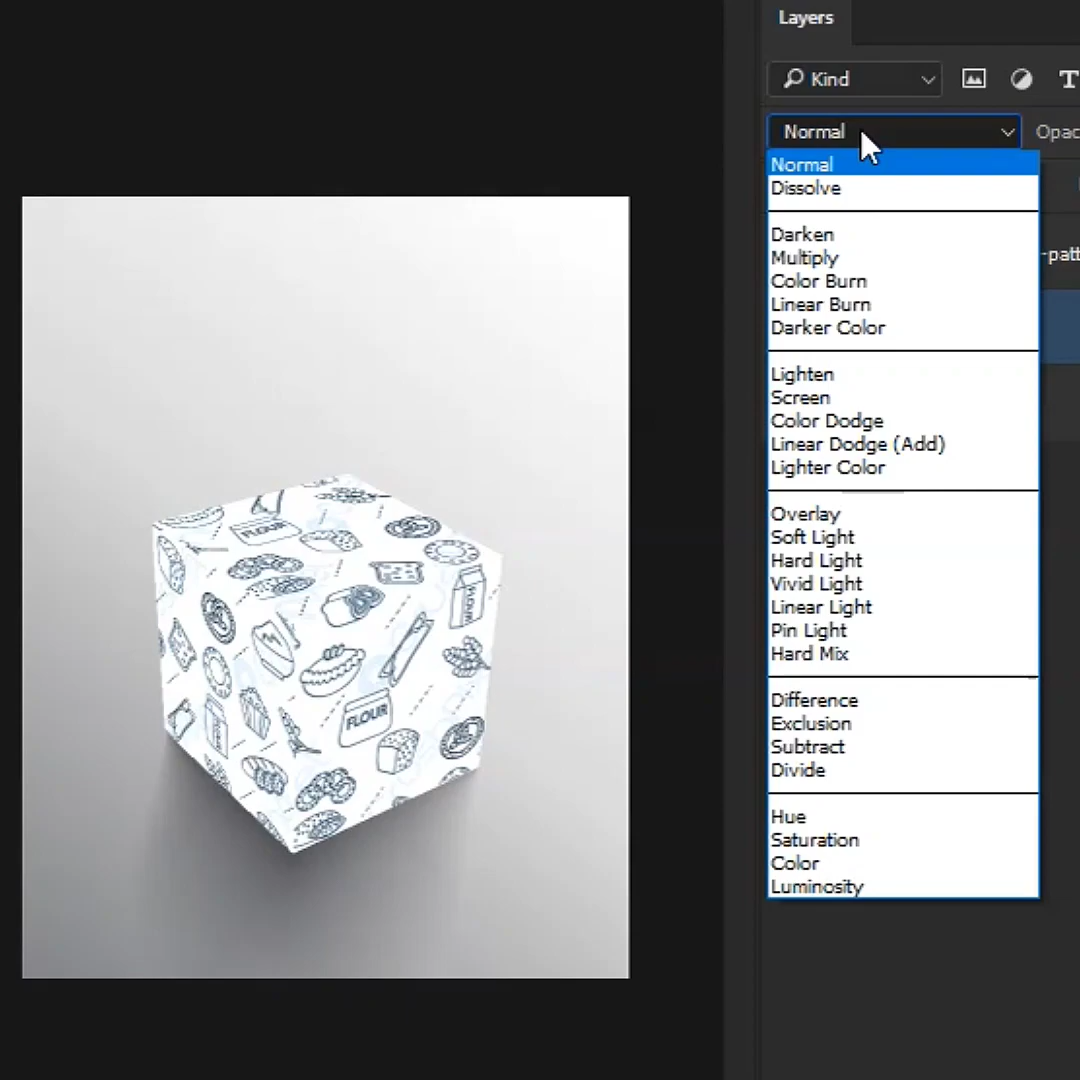 Layers
Kind
T
Normal
Opac
Normal
Dissolve
Darken
Multiply
Color Burn
Linear Burn
Darker Color
Lighten
Screen
Color Dodge
Linear Dodge (Add)
Lighter Color
Overlay
Soft Light
Hard Light
Vivid Light
Linear Light
Pin Light
Hard Mix
Difference
Exclusion
Subtract
Divide
Hue
Saturation
Color
Luminosity
-patt
FLOUR
FLOUR
FLOUR